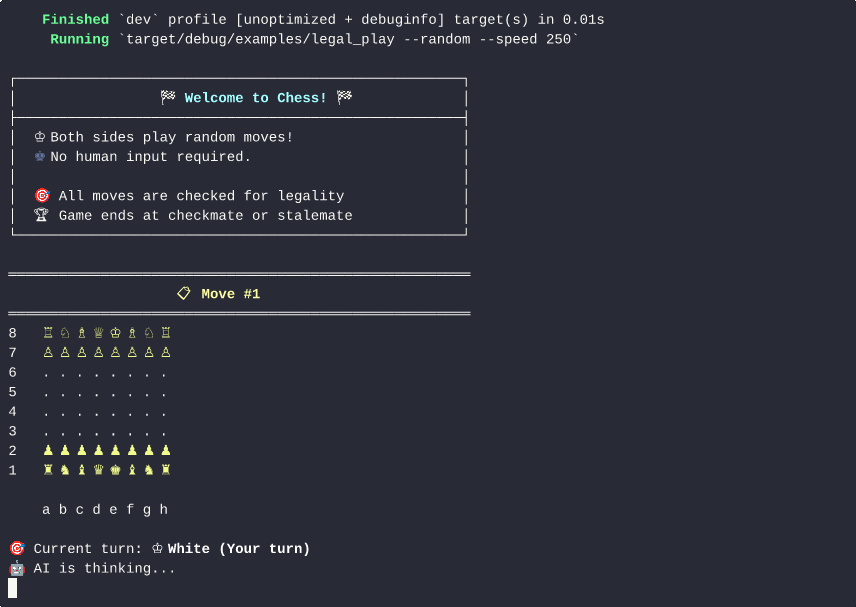 Finished `dev` profile [unoptimized + debuginfo] target(s) in 0.01s
Running `target/debug/examples/legal_play --random --speed 250`
🏁 Welcome to Chess! 🏁
♔ Both sides play random moves!
♚ No human input required.
🎯 All moves are checked for legality
🏆 Game ends at checkmate or stalemate
📋 Move #1
8 ♖ ♘ ♗ ♕ ♔ ♗ ♘ ♖
7 ♙ ♙ ♙ ♙ ♙ ♙ ♙ ♙
6 . . . . . . . .
5 . . . . . . . .
4 . . . . . . . .
3 . . . . . . . .
2 ♟ ♟ ♟ ♟ ♟ ♟ ♟ ♟
1 ♜ ♞ ♝ ♛ ♚ ♝ ♞ ♜
a b c d e f g h
🎯 Current turn: ♔ White (Your turn)
🤖 AI is thinking...